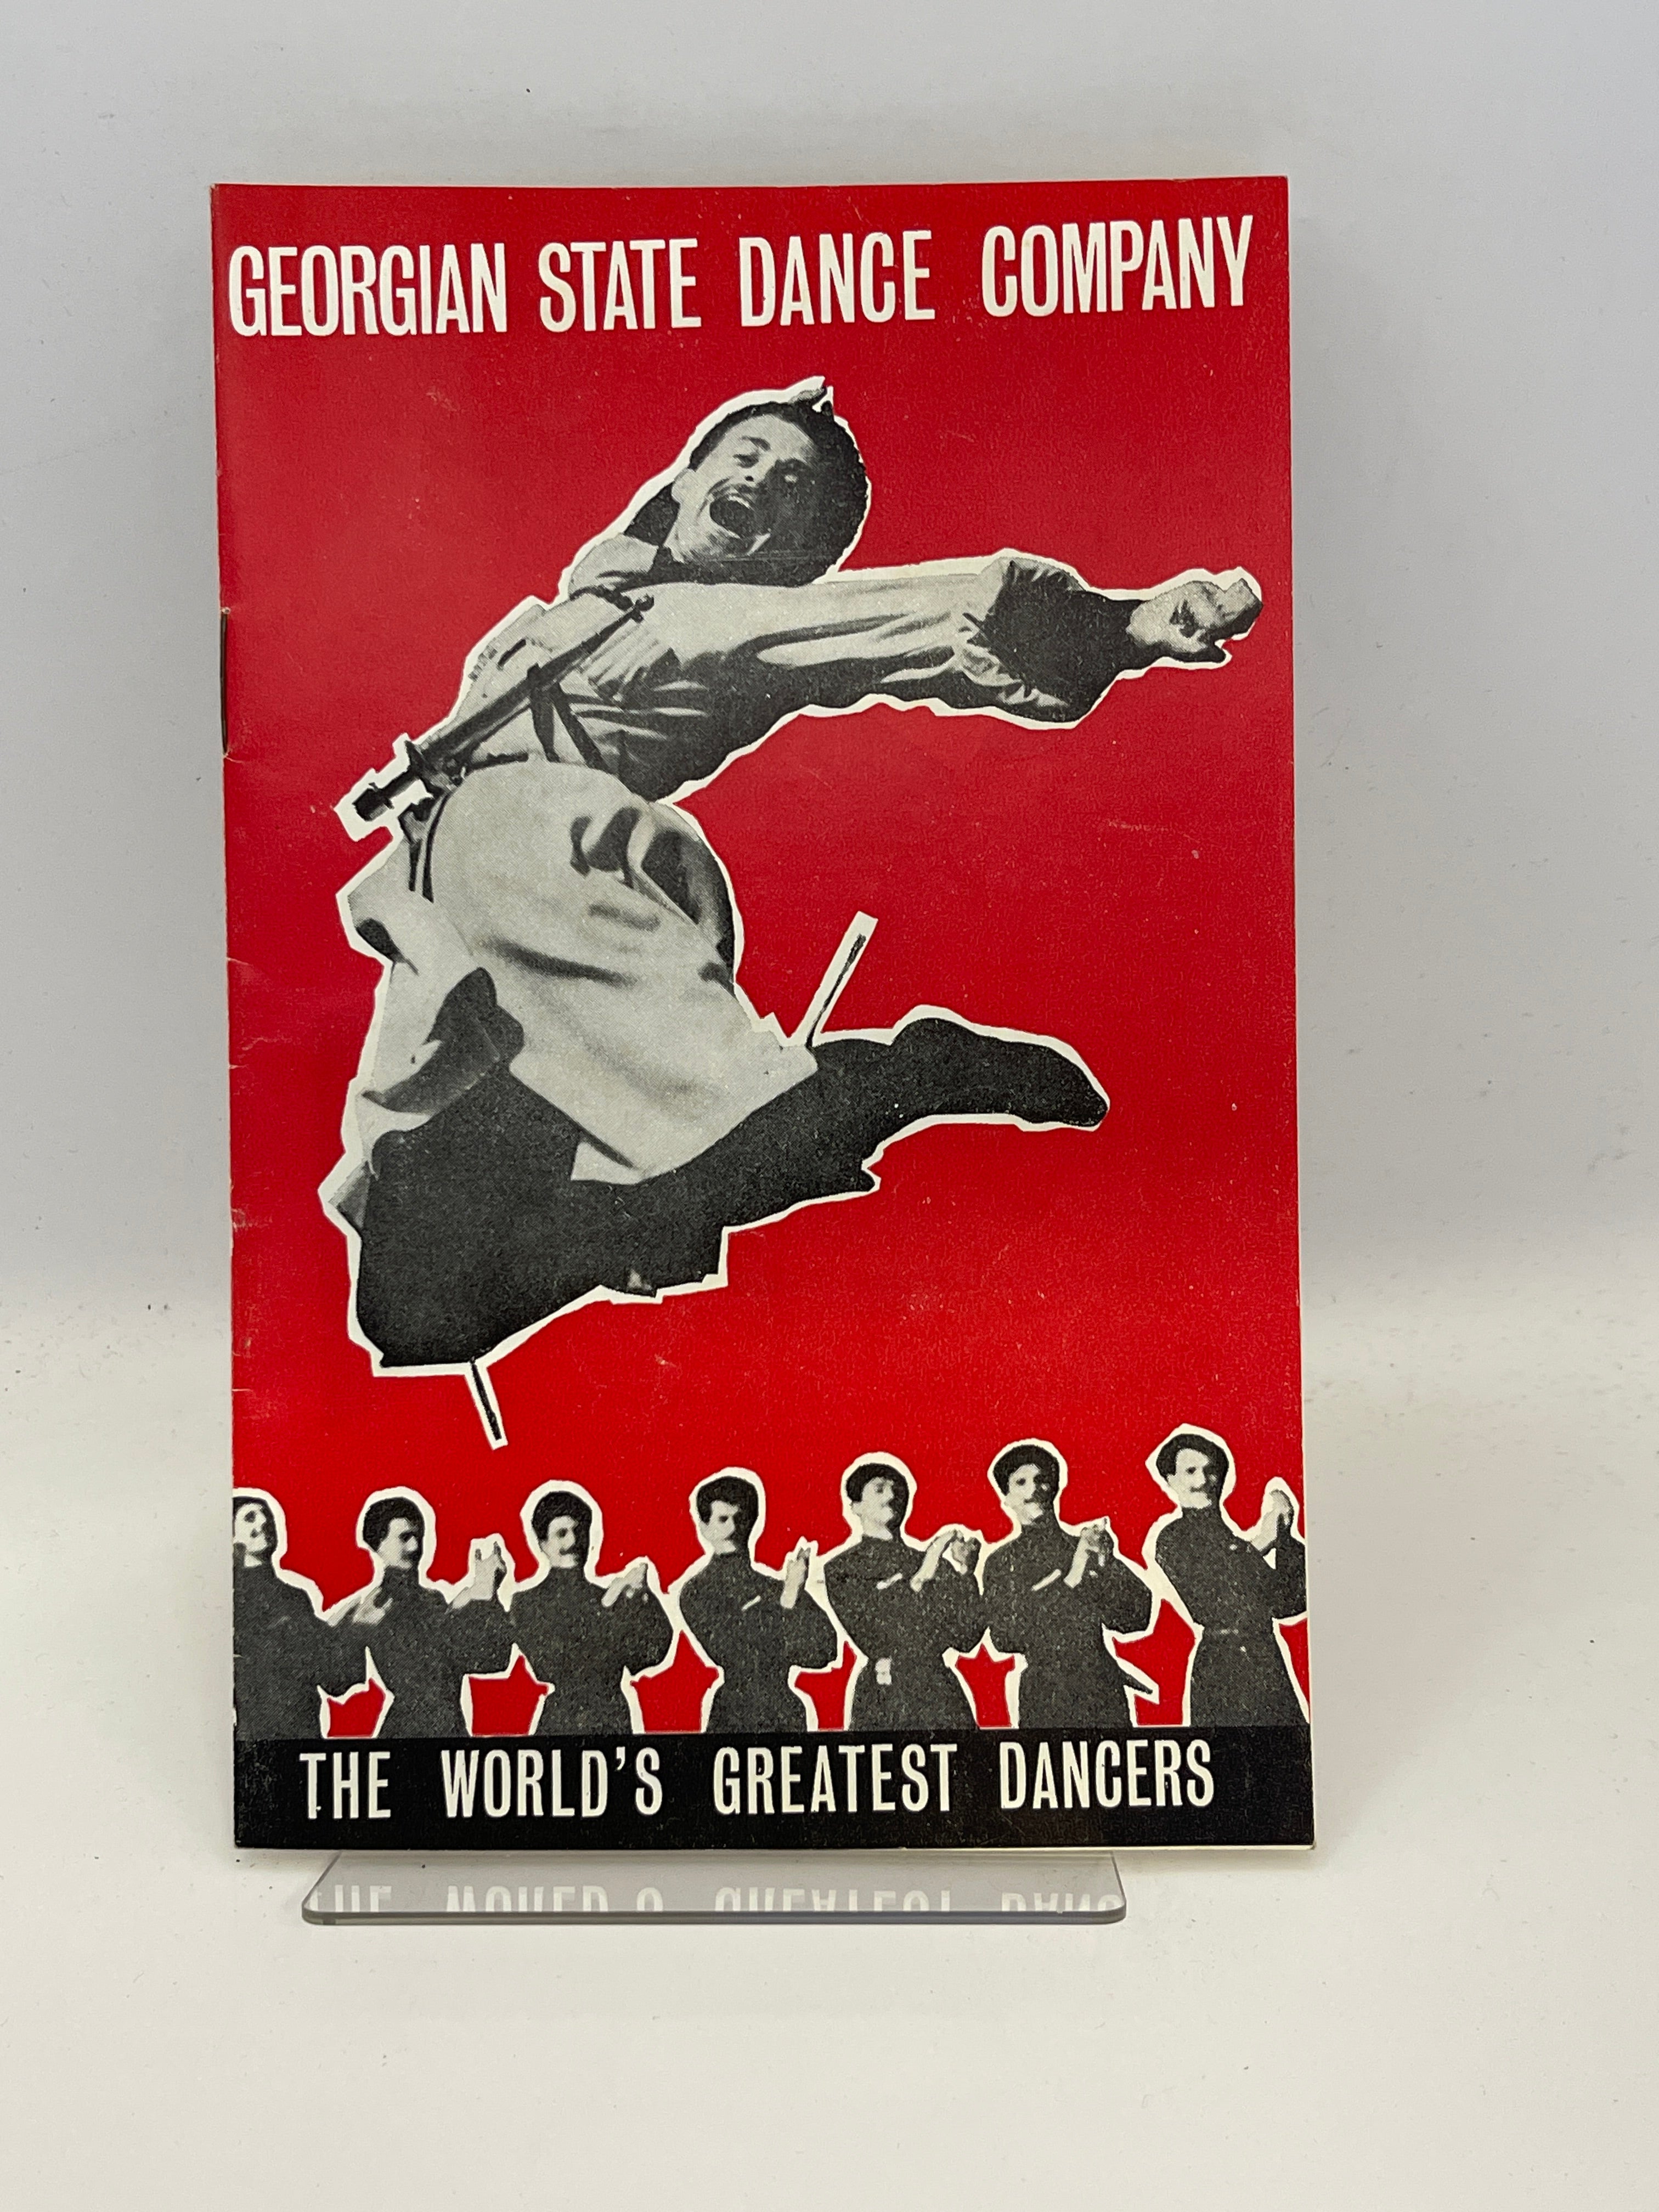 GEORGIAN STATE DANCE COMPANY
THE WORLD'S GREATEST DANCERS